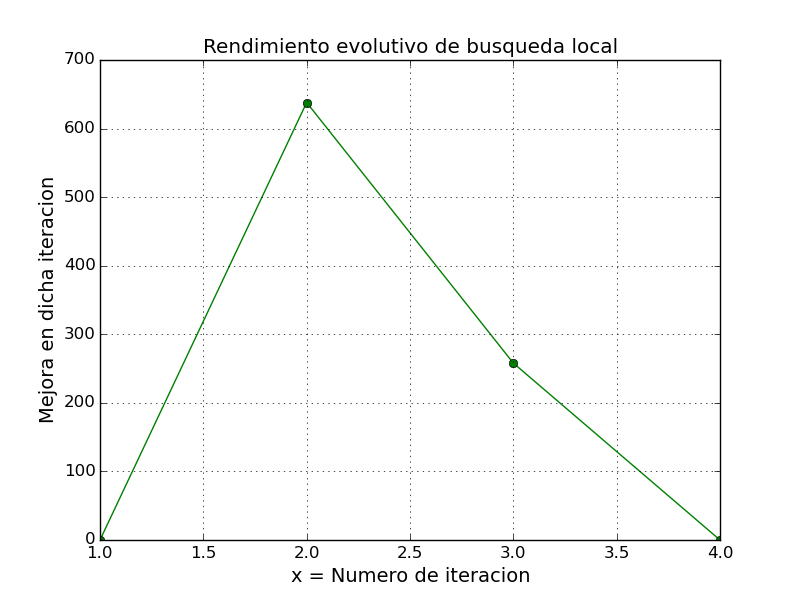 Rendimiento evolutivo de busqueda local
700
600
500
400
300
200
100
0
Mejora en dicha iteracion
1.0 1.5 2.0 2.5 3.0 3.5 4.0
x = Numero de iteracion